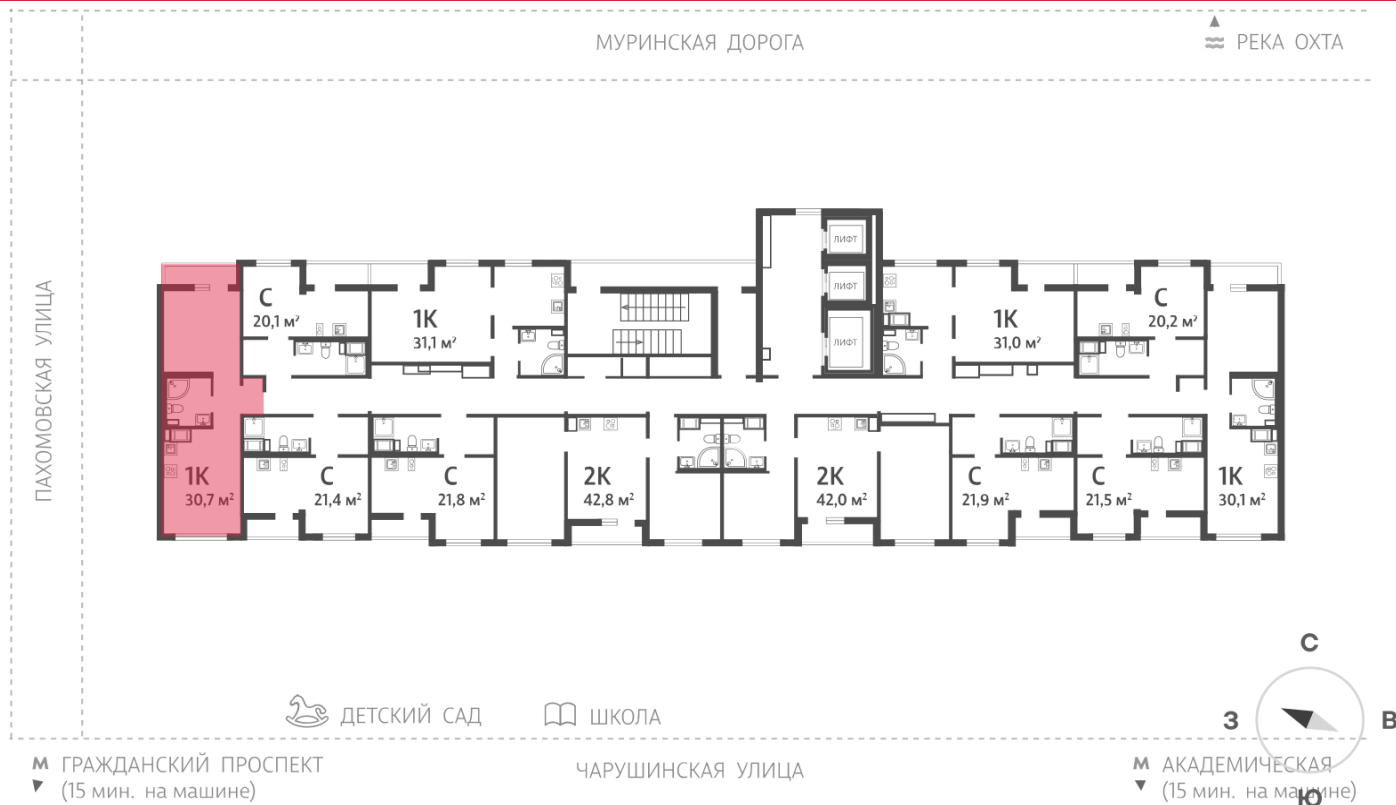 МУРИНСКАЯ ДОРОГА
РЕКА ОХТА
ПАХОМОВСКАЯ УЛИЦА
ЛИФТ
ЛИФТ
ЛИФТ
С
20,1 м²
1К
31,1 м²
1К
31,0 м²
С
20,2 м²
1К
30,7 м²
С
21,4 м²
С
21,8 м²
2К
42,8 м²
2К
42,0 м²
С
21,9 м²
С
21,5 м²
1К
30,1 м²
ДЕТСКИЙ САД
ШКОЛА
С
З
В
Ю
М ГРАЖДАНСКИЙ ПРОСПЕКТ
(15 мин. на машине)
ЧАРУШИНСКАЯ УЛИЦА
М АКАДЕМИЧЕСКАЯ
(15 мин. на машине)